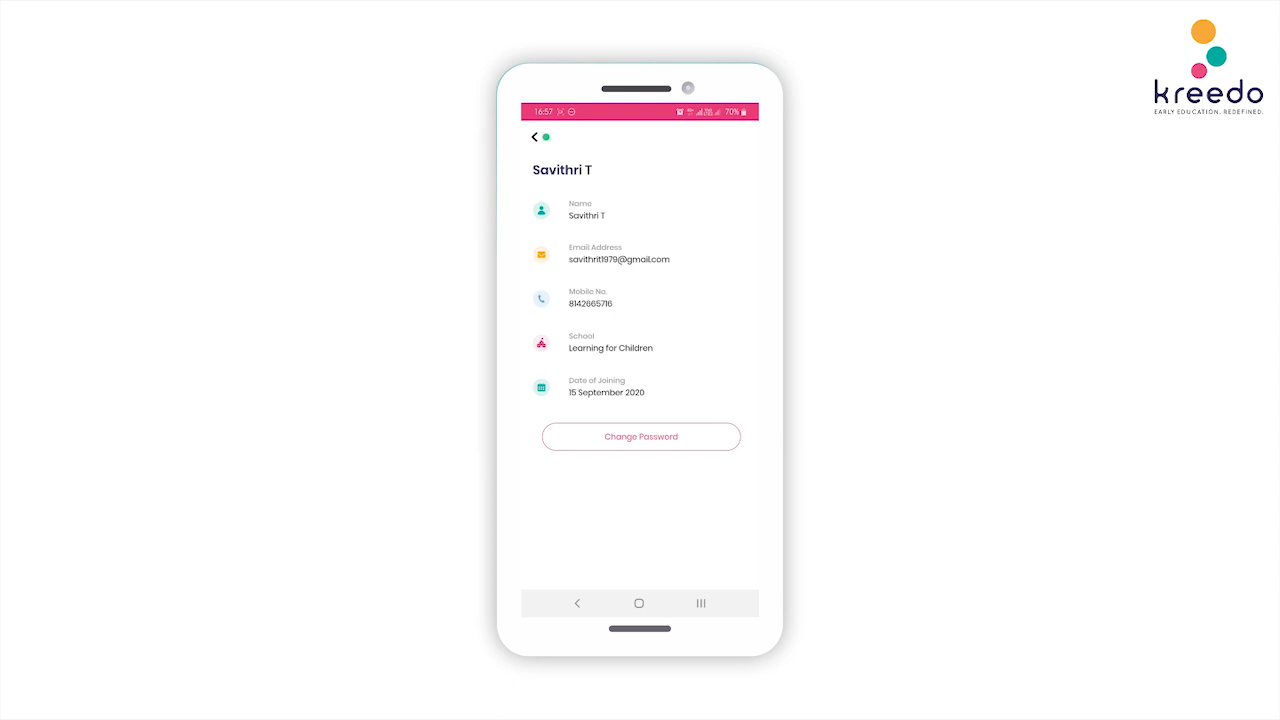 kreedo
EARLY EDUCATION. REDEFINED.
16:57
70%
Savithri T
Name
Savithri T
Email Address
savithrit1979@gmail.com
Mobile No.
8142665716
School
Learning for Children
Date of Joining
15 September 2020
Change Password